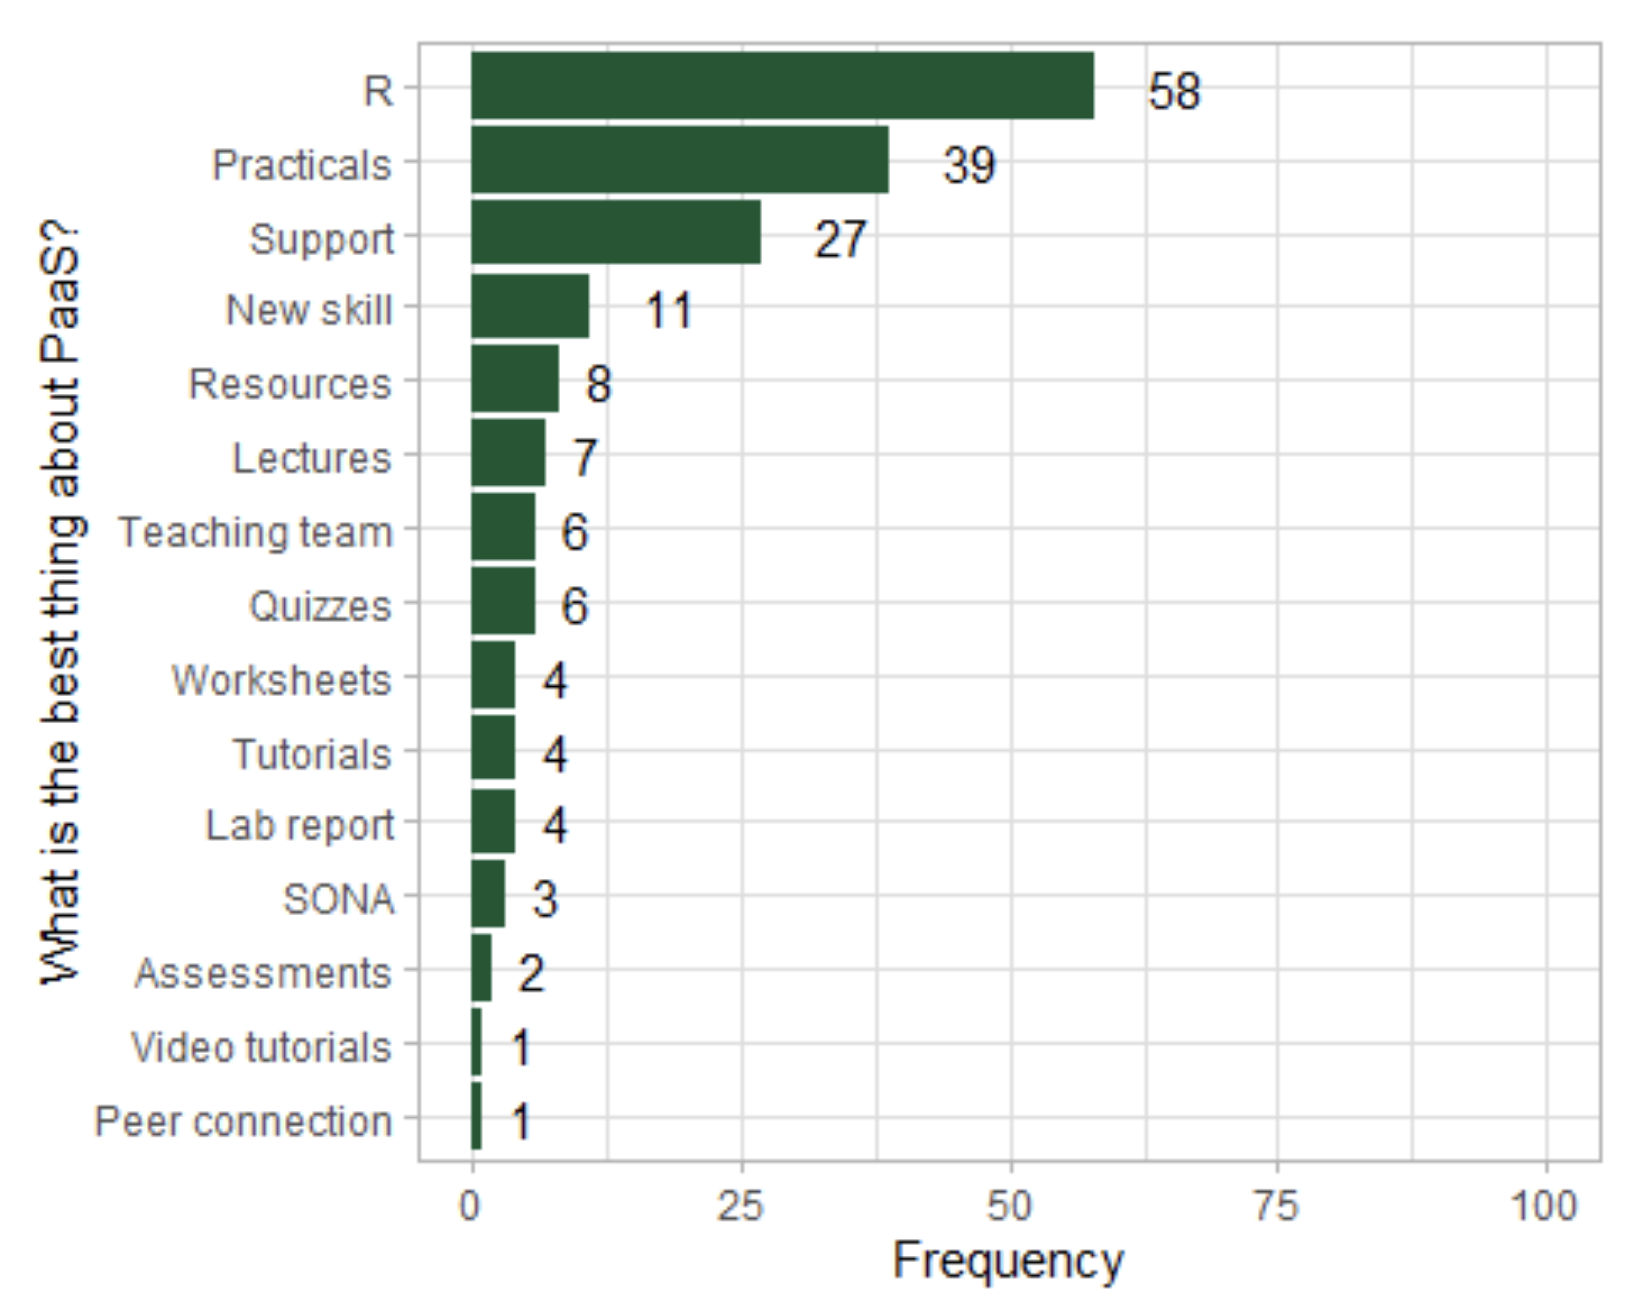 What is the best thing about PaaS?
R 58
Practicals 39
Support 27
New skill 11
Resources 8
Lectures 7
Teaching team 6
Quizzes 6
Worksheets 4
Tutorials 4
Lab report 4
SONA 3
Assessments 2
Video tutorials 1
Peer connection 1
0 25 50 75 100
Frequency